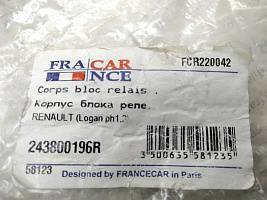 FRANCECAR
FCR220042
Corps bloc relais .
Корпус блока реле.
RENAULT (Logan ph1.2
243800196R
3 500635 581235
58123
Designed by FRANCECAR in Paris